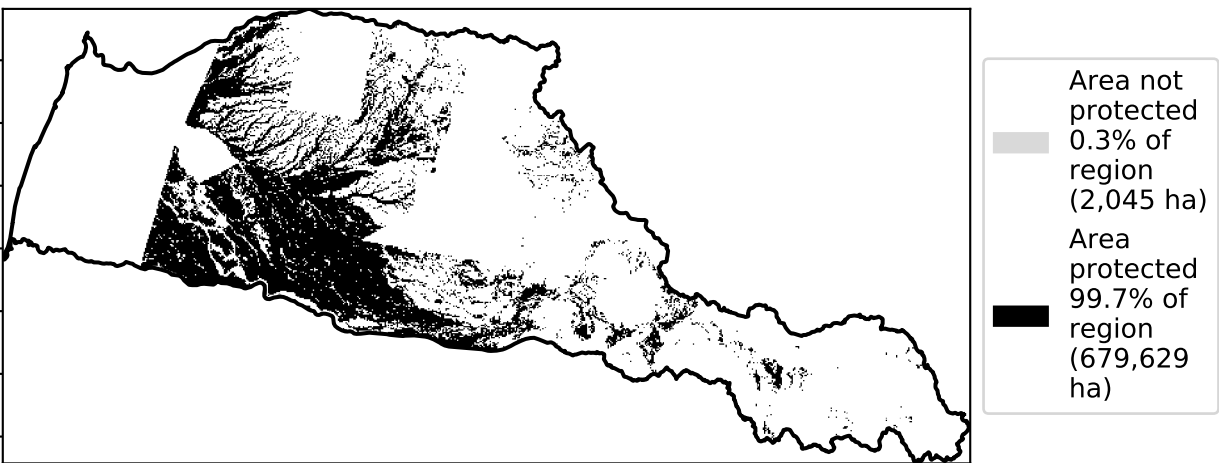 Area not
protected
0.3% of
region
(2,045 ha)
Area
protected
99.7% of
region
(679,629
ha)